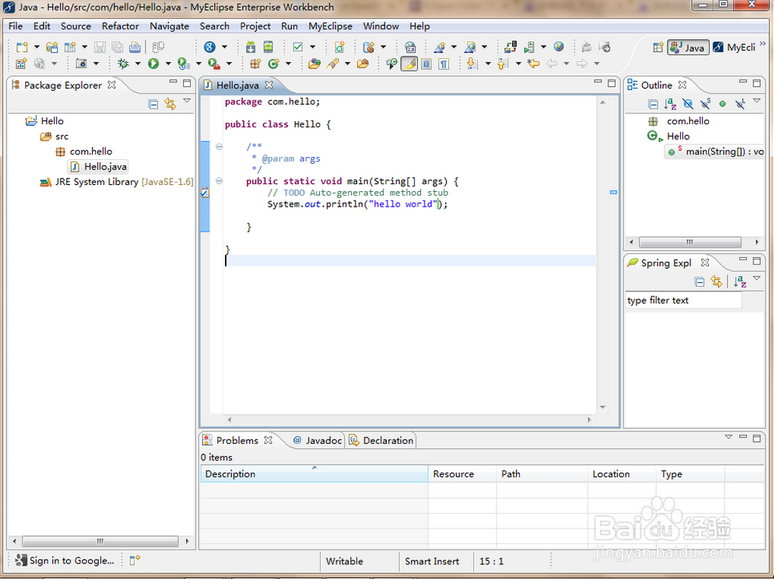 Java - Hello/src/com/hello/Hello.java - MyEclipse Enterprise Workbench
File Edit Source Refactor Navigate Search Project Run MyEclipse Window Help
Java MyEcli »
Package Explorer
Hello
src
com.hello
Hello.java
JRE System Library [JavaSE-1.6]
Hello.java
package com.hello;
public class Hello {
/**
* @param args
*/
public static void main(String[] args) {
// TODO Auto-generated method stub
System.out.println("hello world");
}
}
Outline
com.hello
Hello
main(String[]) : vo
Spring Expl
type filter text
Problems @ Javadoc Declaration
0 items
Description Resource Path Location Type
Sign in to Google... Writable Smart Insert 15 : 1
Baidu 经验
jingyan.baidu.com